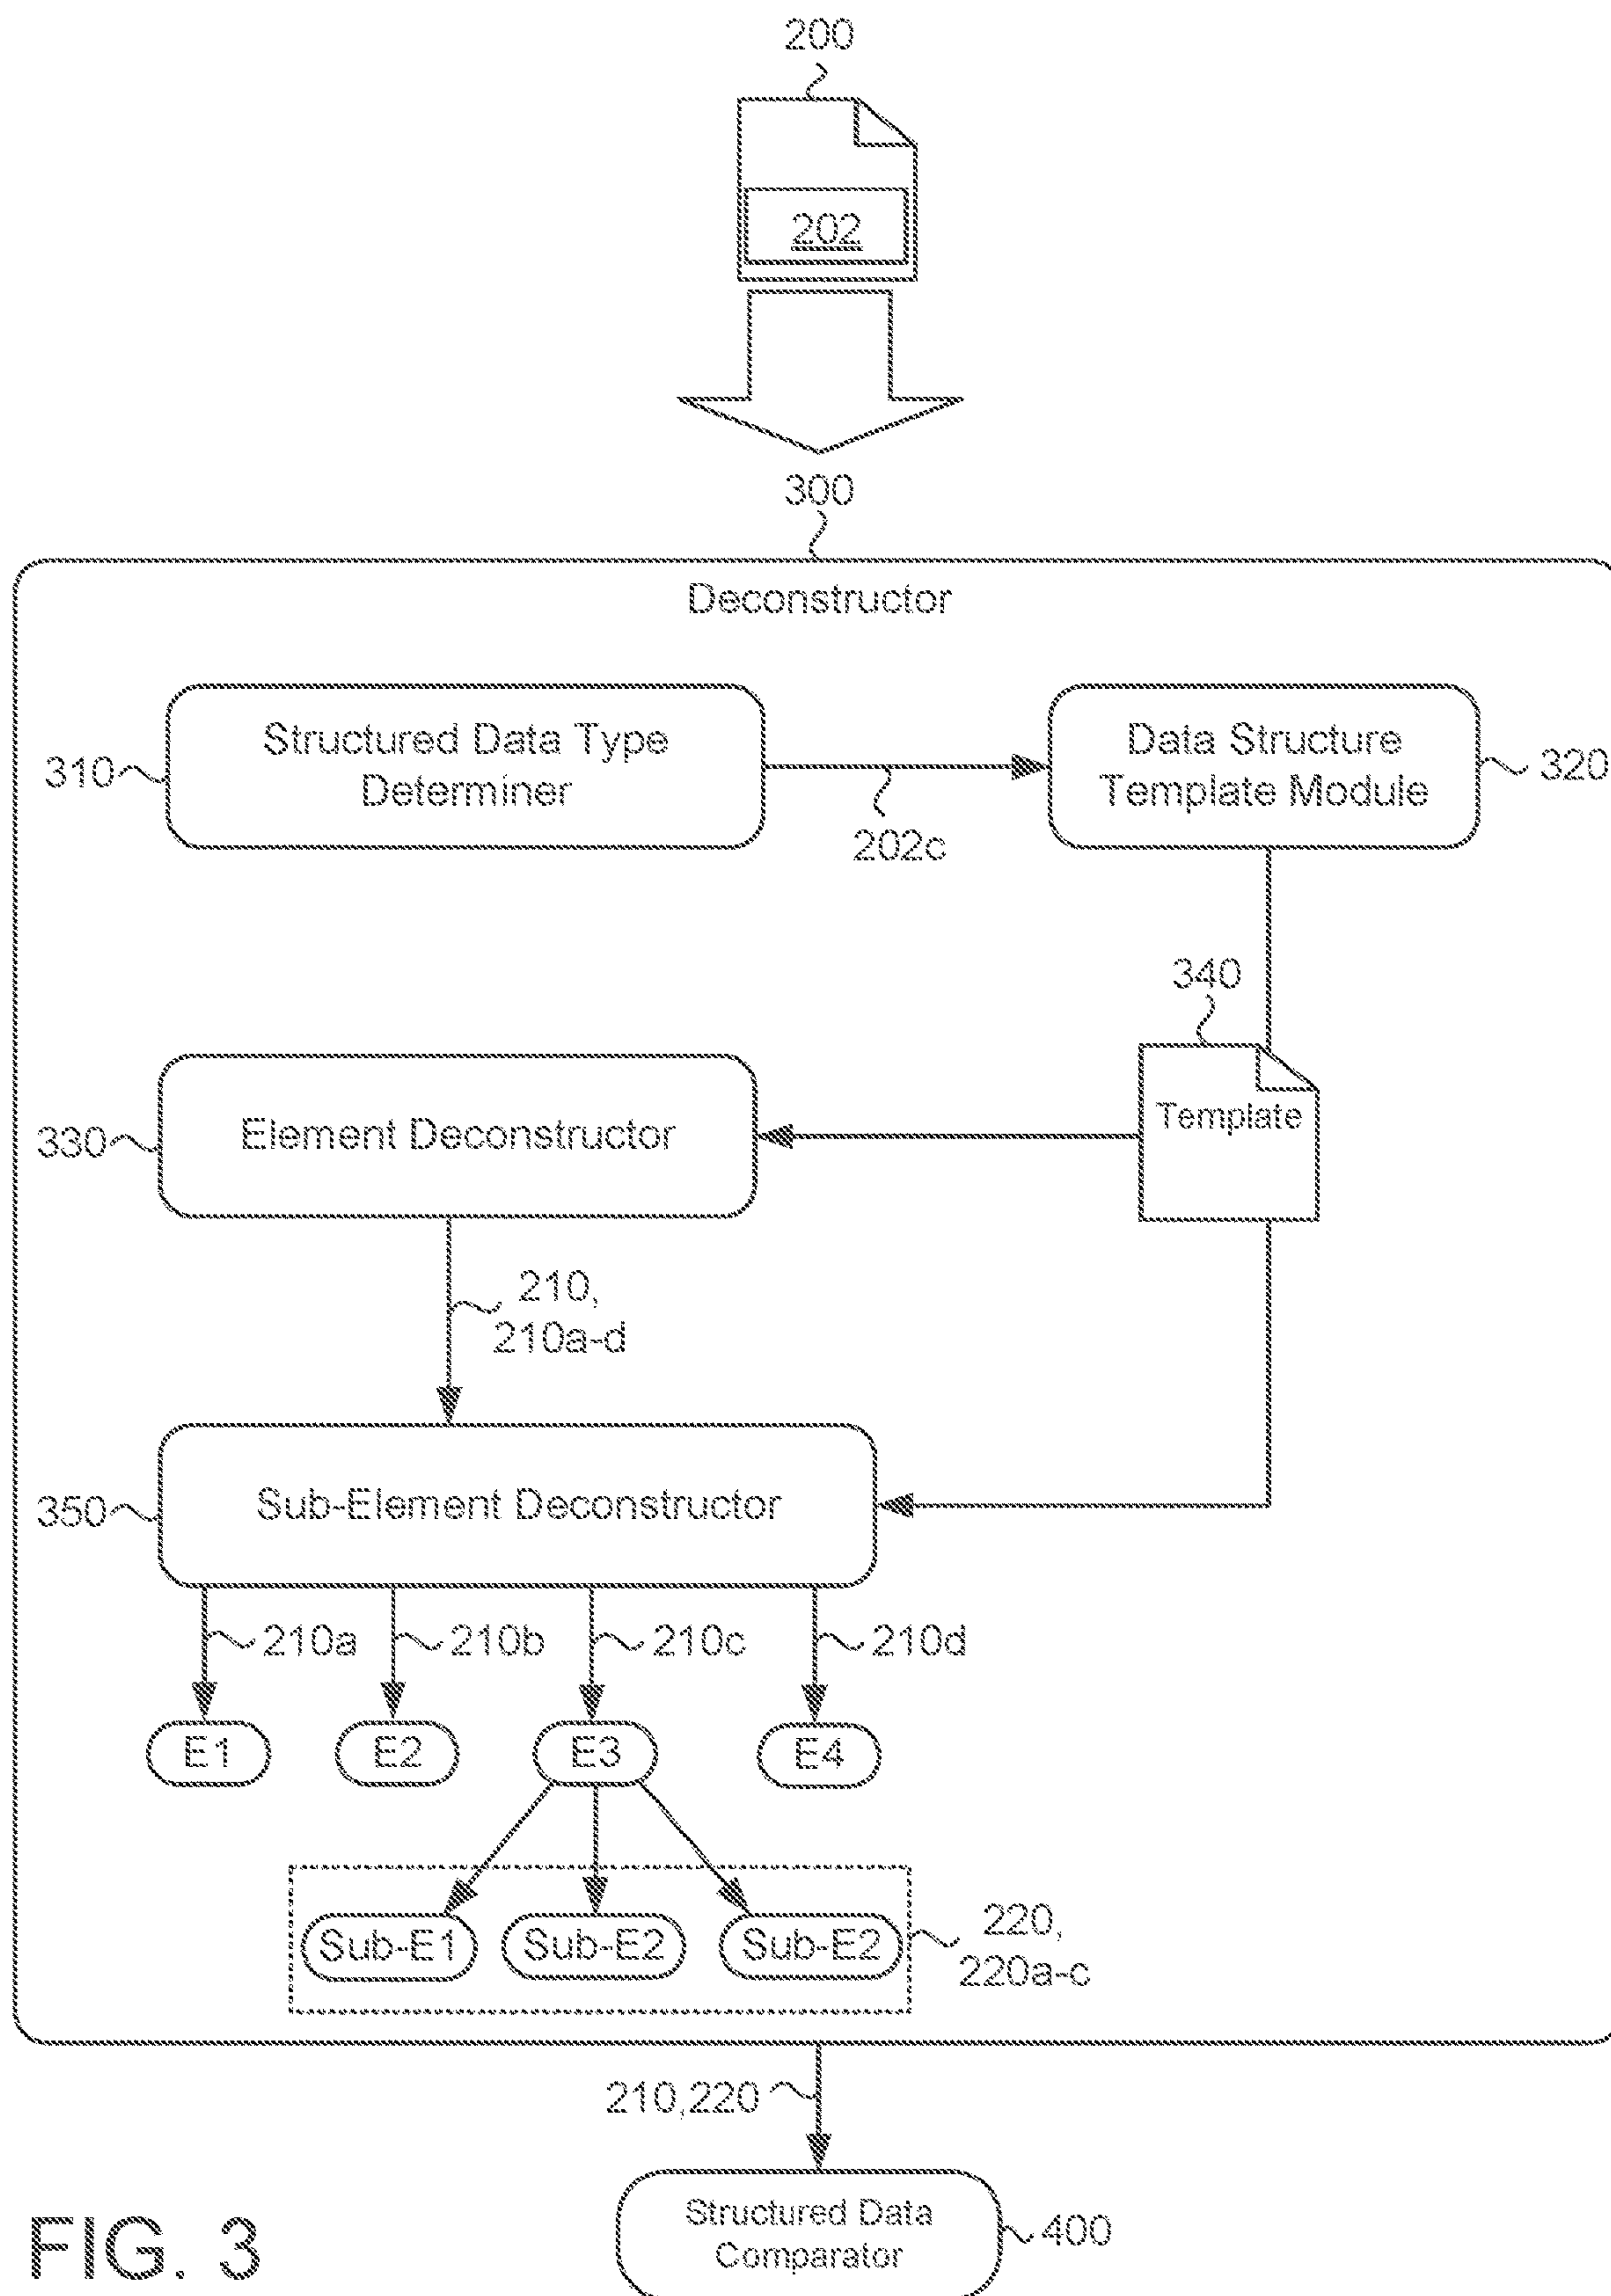 200
202
300
Deconstructor
Structured Data Type
Determiner
310
Data Structure
Template Module
320
202c
340
Template
Element Deconstructor
330
210,
210a-d
Sub-Element Deconstructor
350
210a
210b
210c
210d
E1
E2
E3
E4
Sub-E1
Sub-E2
Sub-E2
220,
220a-c
210,220
Structured Data
Comparator
400
FIG. 3